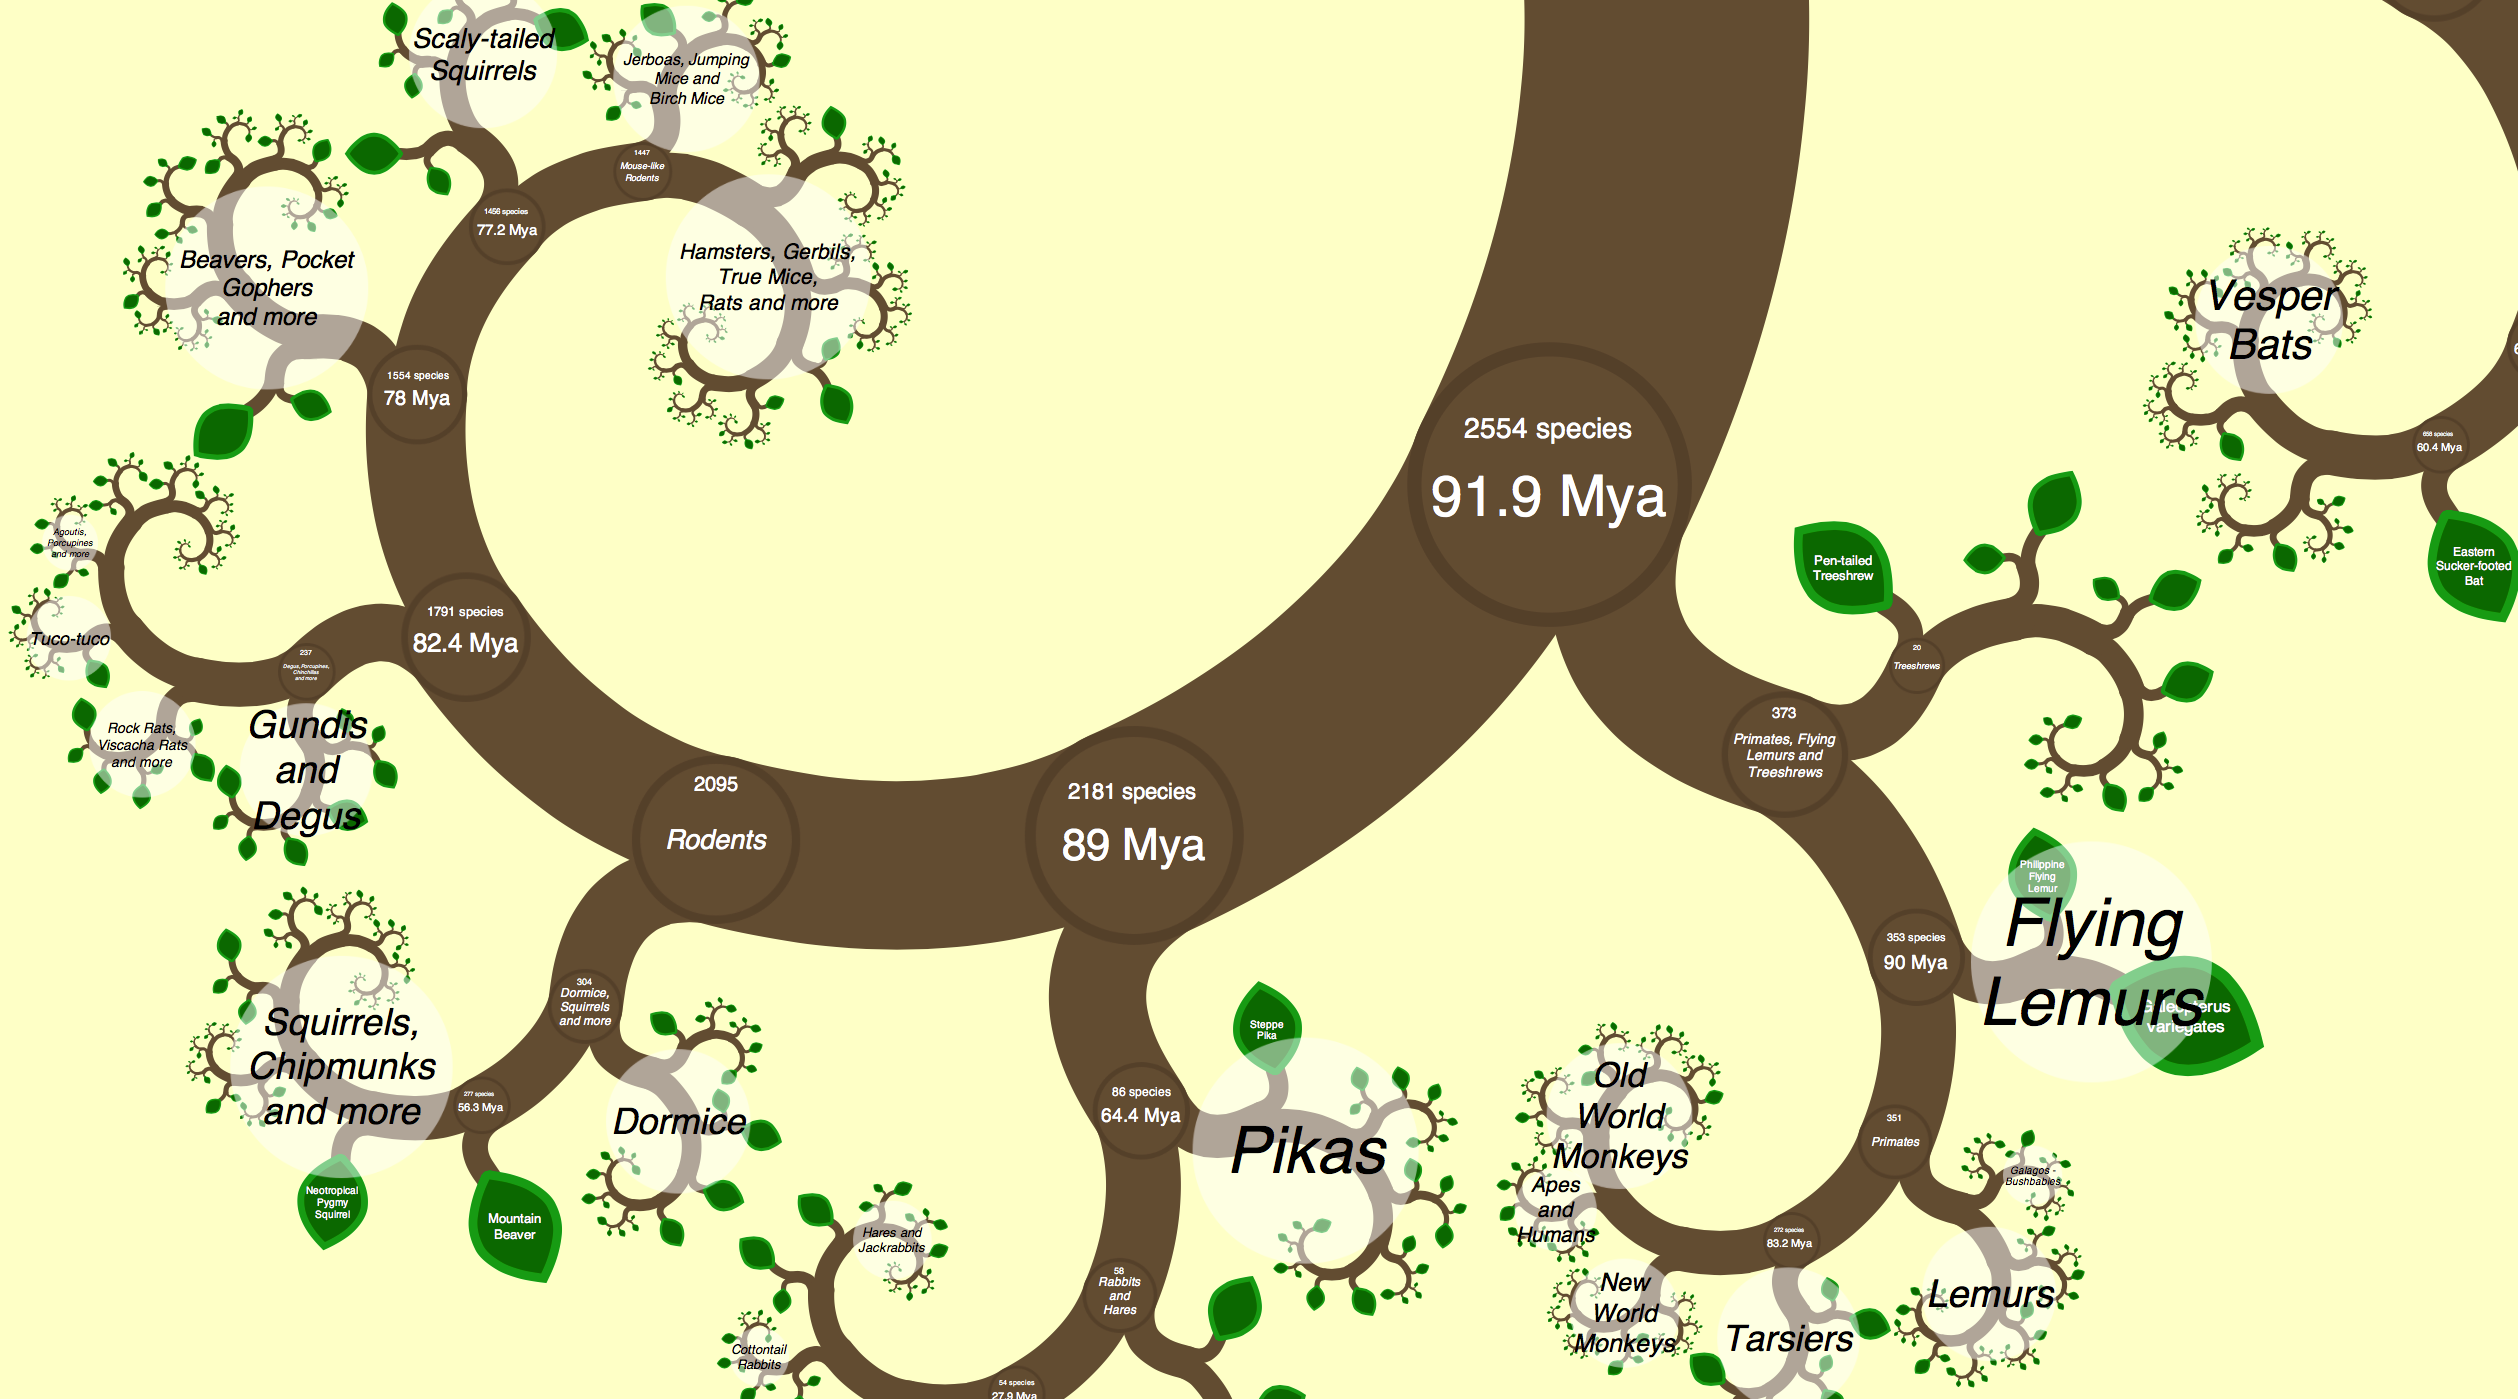 Scaly-tailed
Squirrels
Jerboas, Jumping
Mice and
Birch Mice
1447
Mouse-like
Rodents
1456 species
77.2 Mya
Beavers, Pocket
Gophers
and more
Hamsters, Gerbils,
True Mice,
Rats and more
1554 species
78 Mya
Agoutis,
Porcupines
and more
Tuco-tuco
1791 species
82.4 Mya
237
Degus, Porcupines,
Chinchillas
and more
Rock Rats,
Viscacha Rats
and more
Gundis
and
Degus
2095
Rodents
2181 species
89 Mya
2554 species
91.9 Mya
Vesper
Bats
656 species
60.4 Mya
Eastern
Sucker-footed
Bat
Pen-tailed
Treeshrew
20
Treeshrews
373
Primates, Flying
Lemurs and
Treeshrews
Philippine
Flying
Lemur
Flying
Lemurs
Galeopterus
variegates
353 species
90 Mya
304
Dormice,
Squirrels
and more
Squirrels,
Chipmunks
and more
277 species
56.3 Mya
Dormice
Neotropical
Pygmy
Squirrel
Mountain
Beaver
Steppe
Pika
86 species
64.4 Mya
Pikas
Hares and
Jackrabbits
58
Rabbits
and
Hares
Cottontail
Rabbits
54 species
27.9 Mya
Old
World
Monkeys
Apes
and
Humans
351
Primates
Galagos -
Bushbabies
272 species
83.2 Mya
New
World
Monkeys
Tarsiers
Lemurs